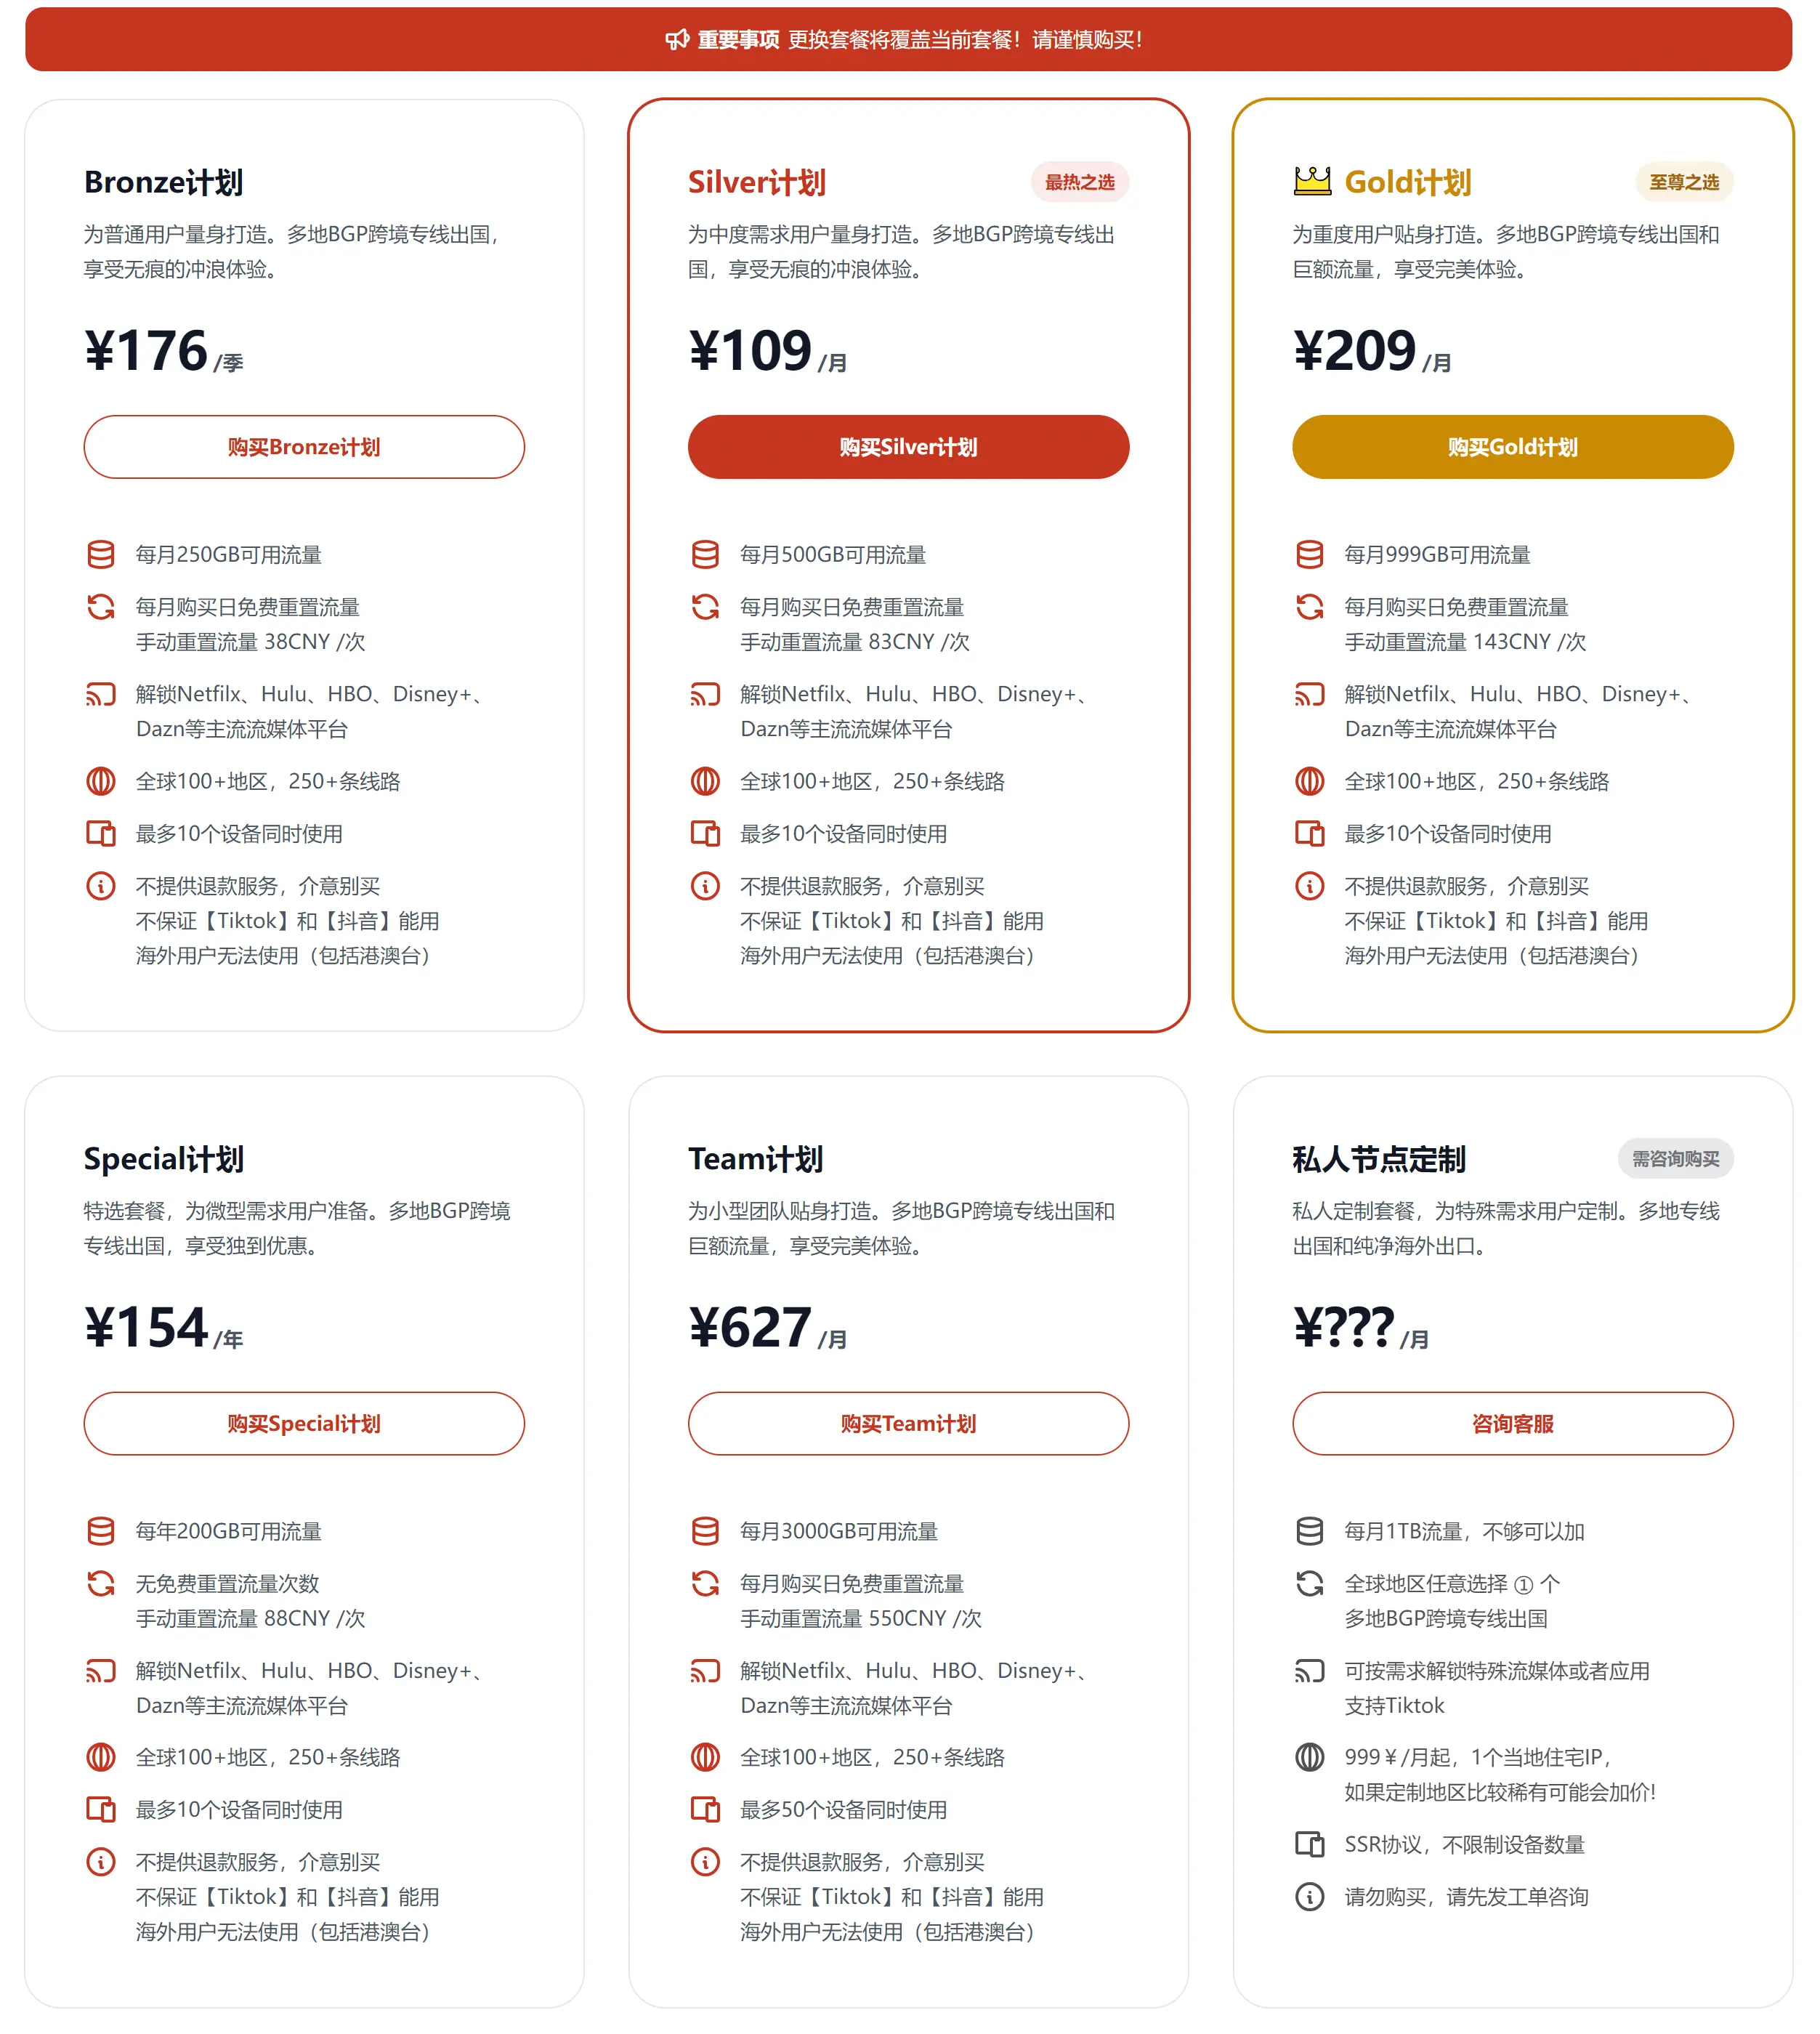 重要事项 更换套餐将覆盖当前套餐！请谨慎购买！
Bronze计划
为普通用户量身打造。多地BGP跨境专线出国，
享受无痕的冲浪体验。
¥176 /季
购买Bronze计划
每月250GB可用流量
每月购买日免费重置流量
手动重置流量 38CNY /次
解锁Netfilx、Hulu、HBO、Disney+、
Dazn等主流流媒体平台
全球100+地区，250+条线路
最多10个设备同时使用
不提供退款服务，介意别买
不保证【Tiktok】和【抖音】能用
海外用户无法使用（包括港澳台）
Silver计划
最热之选
为中度需求用户量身打造。多地BGP跨境专线出
国，享受无痕的冲浪体验。
¥109 /月
购买Silver计划
每月500GB可用流量
每月购买日免费重置流量
手动重置流量 83CNY /次
解锁Netfilx、Hulu、HBO、Disney+、
Dazn等主流流媒体平台
全球100+地区，250+条线路
最多10个设备同时使用
不提供退款服务，介意别买
不保证【Tiktok】和【抖音】能用
海外用户无法使用（包括港澳台）
Gold计划
至尊之选
为重度用户贴身打造。多地BGP跨境专线出国和
巨额流量，享受完美体验。
¥209 /月
购买Gold计划
每月999GB可用流量
每月购买日免费重置流量
手动重置流量 143CNY /次
解锁Netfilx、Hulu、HBO、Disney+、
Dazn等主流流媒体平台
全球100+地区，250+条线路
最多10个设备同时使用
不提供退款服务，介意别买
不保证【Tiktok】和【抖音】能用
海外用户无法使用（包括港澳台）
Special计划
特选套餐，为微型需求用户准备。多地BGP跨境
专线出国，享受独到优惠。
¥154 /年
购买Special计划
每年200GB可用流量
无免费重置流量次数
手动重置流量 88CNY /次
解锁Netfilx、Hulu、HBO、Disney+、
Dazn等主流流媒体平台
全球100+地区，250+条线路
最多10个设备同时使用
不提供退款服务，介意别买
不保证【Tiktok】和【抖音】能用
海外用户无法使用（包括港澳台）
Team计划
为小型团队贴身打造。多地BGP跨境专线出国和
巨额流量，享受完美体验。
¥627 /月
购买Team计划
每月3000GB可用流量
每月购买日免费重置流量
手动重置流量 550CNY /次
解锁Netfilx、Hulu、HBO、Disney+、
Dazn等主流流媒体平台
全球100+地区，250+条线路
最多50个设备同时使用
不提供退款服务，介意别买
不保证【Tiktok】和【抖音】能用
海外用户无法使用（包括港澳台）
私人节点定制
需咨询购买
私人定制套餐，为特殊需求用户定制。多地专线
出国和纯净海外出口。
¥??? /月
咨询客服
每月1TB流量，不够可以加
全球地区任意选择 ① 个
多地BGP跨境专线出国
可按需求解锁特殊流媒体或者应用
支持Tiktok
999￥/月起，1个当地住宅IP，
如果定制地区比较稀有可能会加价!
SSR协议，不限制设备数量
请勿购买，请先发工单咨询